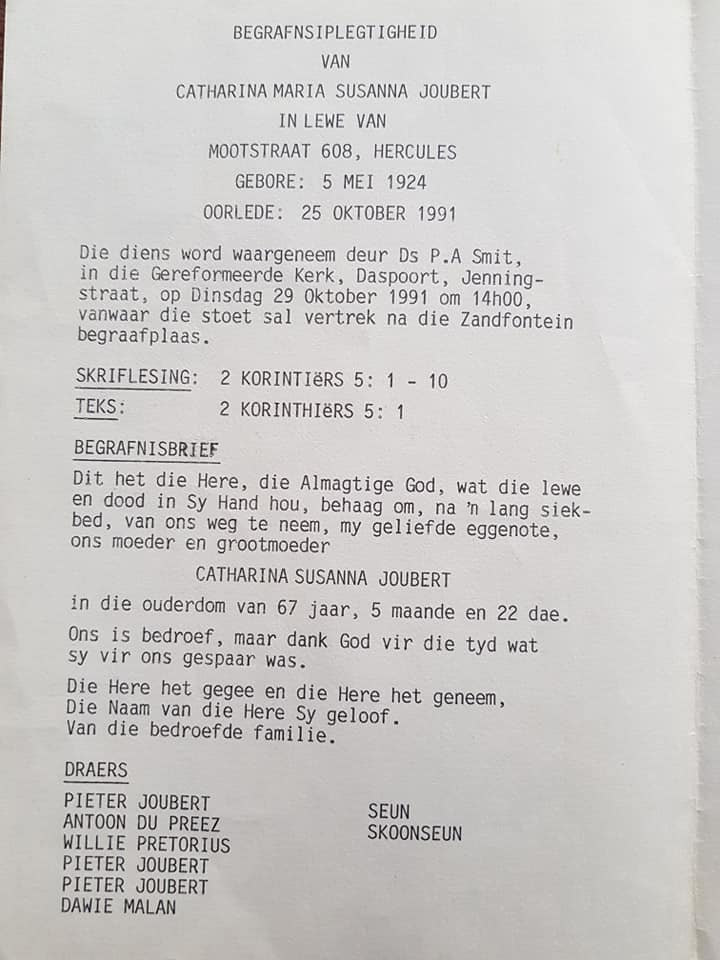 BEGRAFNSIPLEGTIGHEID
VAN
CATHARINA MARIA SUSANNA JOUBERT
IN LEWE VAN
MOOTSTRAAT 608, HERCULES
GEBORE: 5 MEI 1924
OORLEDE: 25 OKTOBER 1991
Die diens word waargeneem deur Ds P.A Smit,
in die Gereformeerde Kerk, Daspoort, Jenning-
straat, op Dinsdag 29 Oktober 1991 om 14h00,
vanwaar die stoet sal vertrek na die Zandfontein
begraafplaas.
SKRIFLESING: 2 KORINTIëRS 5: 1 - 10
TEKS: 2 KORINTHIëRS 5: 1
BEGRAFNISBRIEF
Dit het die Here, die Almagtige God, wat die lewe
en dood in Sy Hand hou, behaag om, na 'n lang siek-
bed, van ons weg te neem, my geliefde eggenote,
ons moeder en grootmoeder
CATHARINA SUSANNA JOUBERT
in die ouderdom van 67 jaar, 5 maande en 22 dae.
Ons is bedroef, maar dank God vir die tyd wat
sy vir ons gespaar was.
Die Here het gegee en die Here het geneem,
Die Naam van die Here Sy geloof.
Van die bedroefde familie.
DRAERS
PIETER JOUBERT SEUN
ANTOON DU PREEZ SKOONSEUN
WILLIE PRETORIUS
PIETER JOUBERT
PIETER JOUBERT
DAWIE MALAN